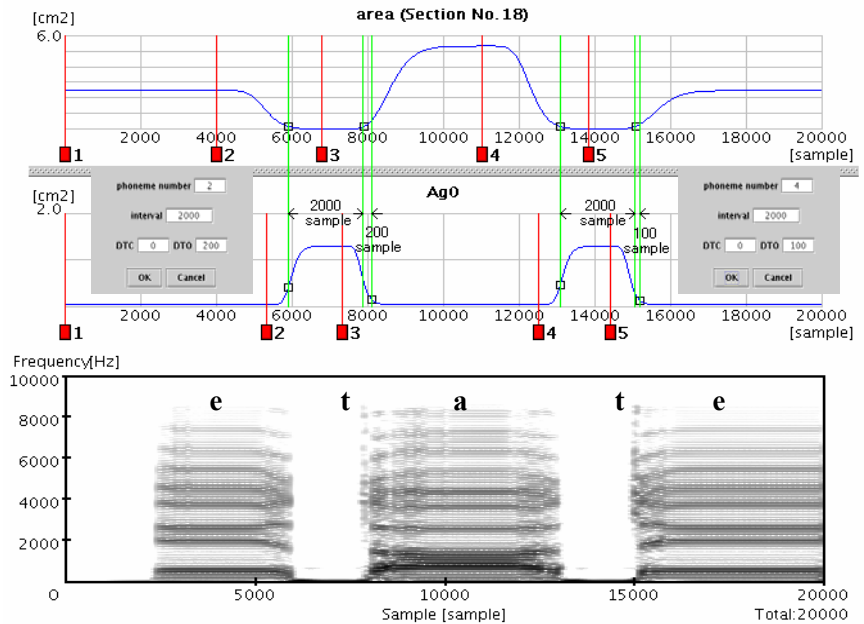 area (Section No. 18)
[cm2]
6.0
2000 4000 6000 8000 10000 12000 14000 16000 18000 20000
1 2 3 4 5 [sample]
[cm2]
Ag0
2.0
phoneme number 2
interval 2000
DTC 0 DTO 200
OK Cancel
2000
sample
200
sample
2000
sample
100
sample
phoneme number 4
interval 2000
DTC 0 DTO 100
OK Cancel
2000 4000 6000 8000 10000 12000 14000 16000 18000 20000
1 2 3 4 5 [sample]
Frequency[Hz]
10000
8000
6000
4000
2000
e t a t e
0 5000 10000 15000 20000
Sample [sample]
Total:20000